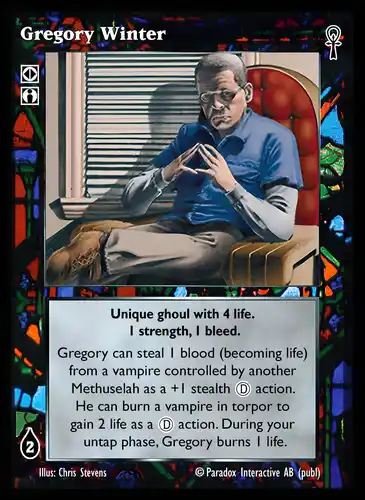 Gregory Winter
Unique ghoul with 4 life.
1 strength, 1 bleed.
Gregory can steal 1 blood (becoming life)
from a vampire controlled by another
Methuselah as a +1 stealth Ⓓ action.
He can burn a vampire in torpor to
gain 2 life as a Ⓓ action. During your
untap phase, Gregory burns 1 life.
2
Illus: Chris Stevens © Paradox Interactive AB (publ)